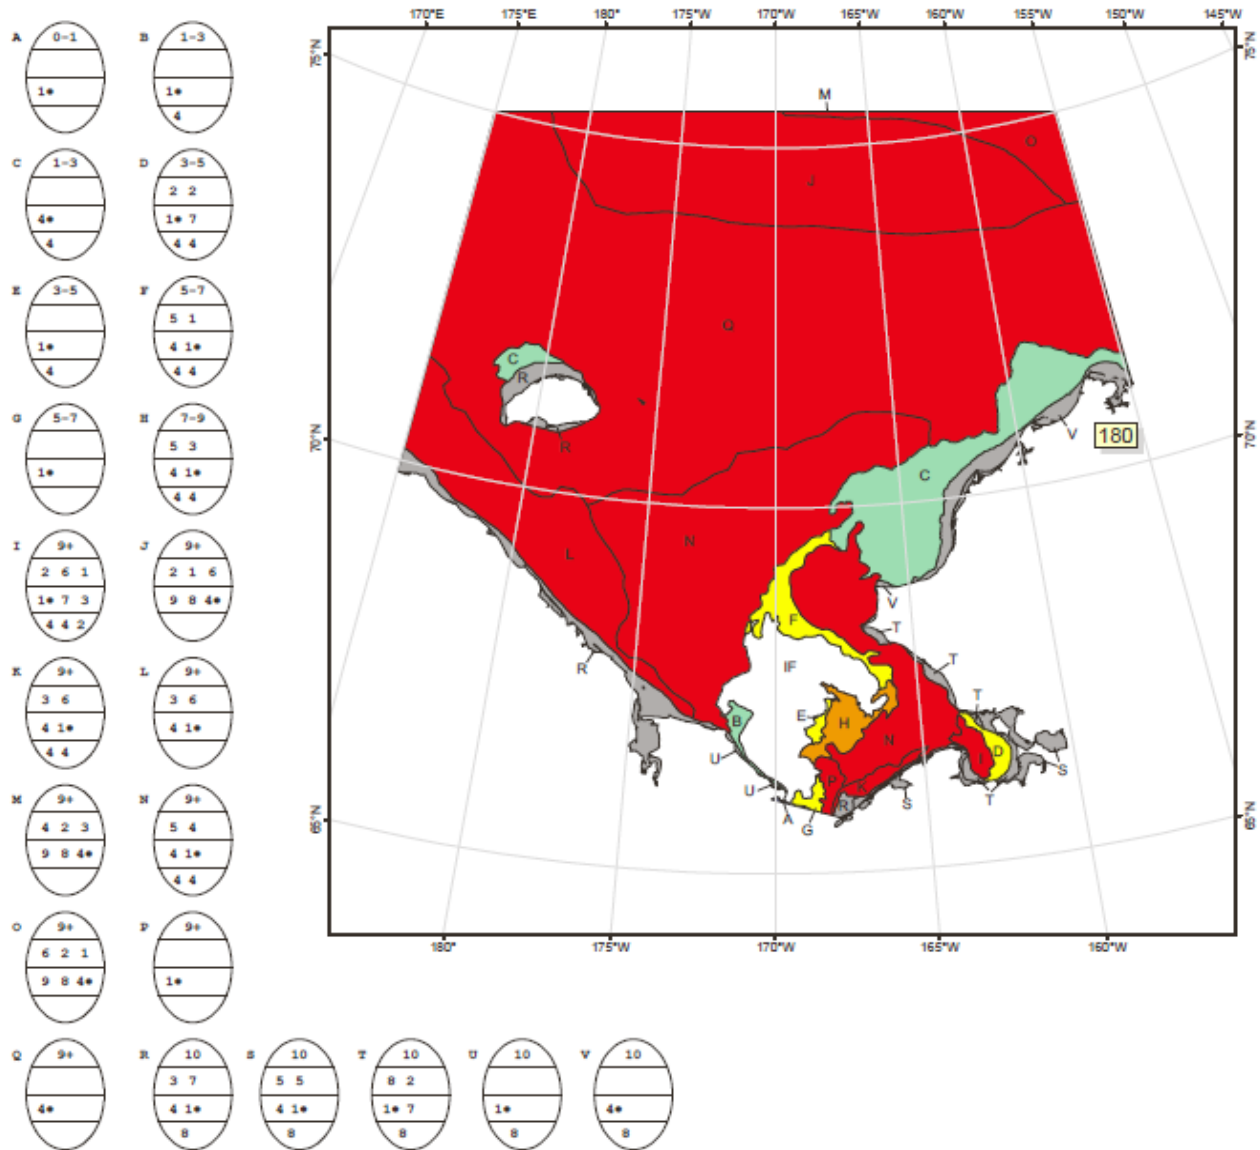 170°E 175°E 180° 175°W 170°W 165°W 160°W 155°W 150°W 145°W
75°N 75°N
A 0-1 B 1-3
1• 1•
4
M
C 1-3 D 3-5
2 2
4• 1• 7
4 4 4
O
J
E 3-5 F 5-7
5 1
1• 4 1•
4 4 4
Q
C
R
G 5-7 H 7-9
5 3
1• 4 1•
4 4
70°N 70°N
R
V
180
C
I 9+ J 9+
2 6 1 2 1 6
1• 7 3 9 8 4•
4 4 2
L
N
V
F
T
K 9+ L 9+
3 6 3 6
4 1• 4 1•
4 4
R
IF
T
T
E
B
H
N
U
I
D
S
M 9+ N 9+
4 2 3 5 4
9 8 4• 4 1•
4 4
U
P
K
R
S
T
A
G
65°N 65°N
O 9+ P 9+
6 2 1
9 8 4• 1•
180° 175°W 170°W 165°W 160°W
Q 9+ R 10 S 10 T 10 U 10 V 10
3 7 5 5 8 2
4• 4 1• 4 1• 1• 7 1• 4•
8 8 8 8 8